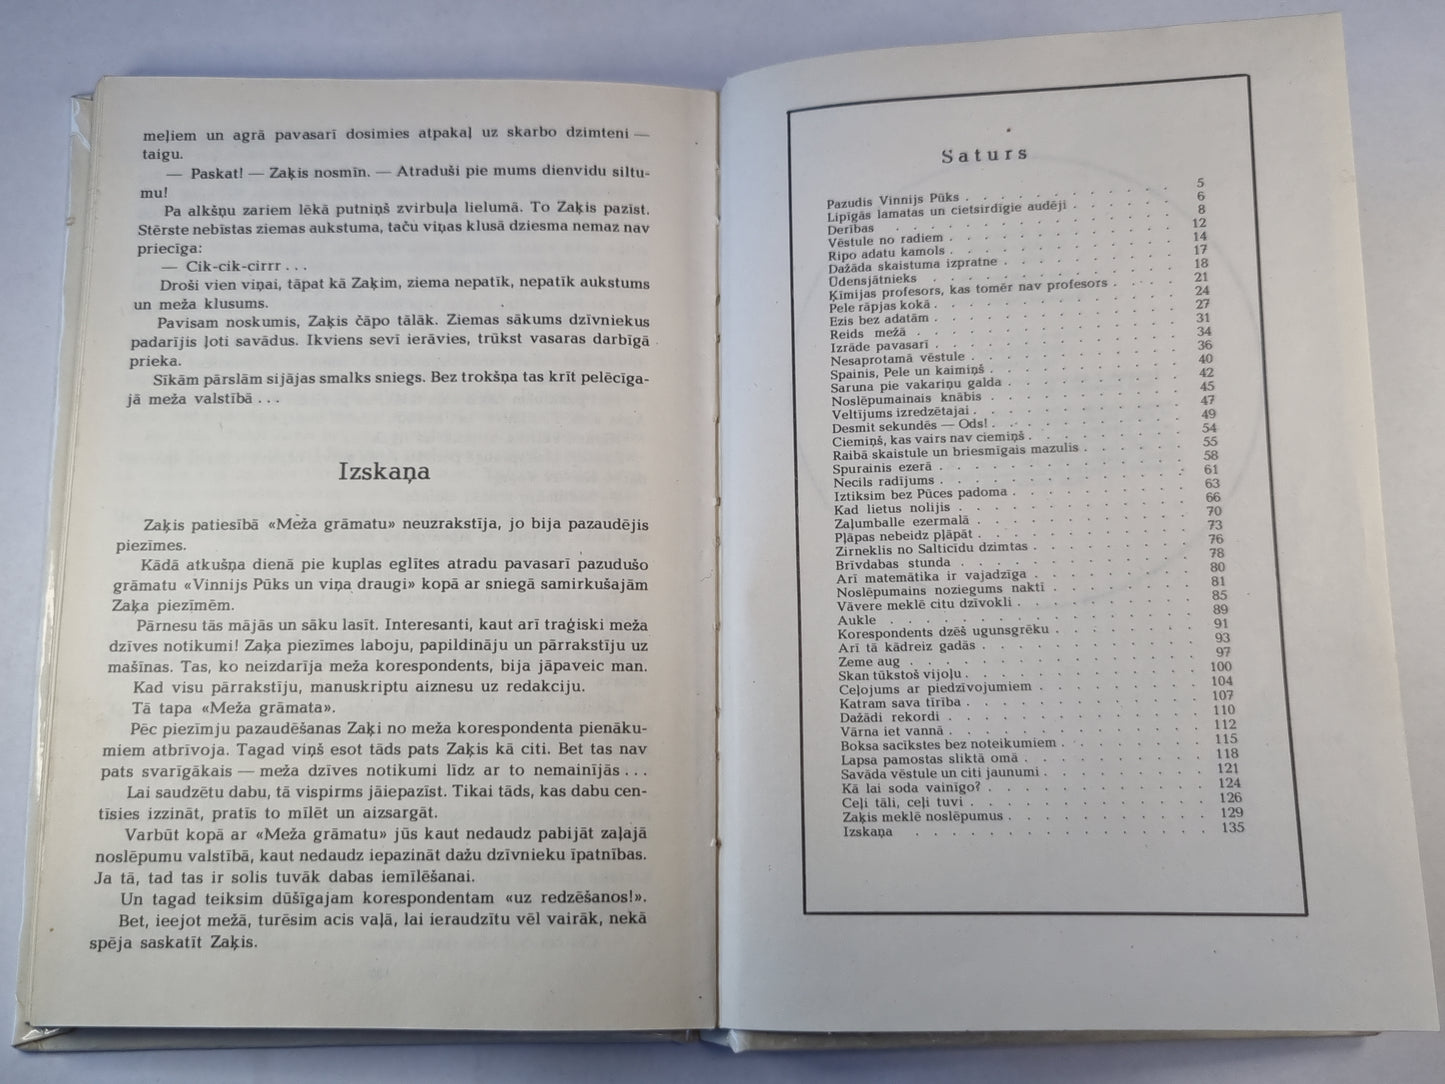 meļiem un agrā pavasarī dosimies atpakaļ uz skarbo dzimteni —
taigu.
— Paskat! — Zaķis nosmīn. — Atraduši pie mums dienvidu siltu-
mu!
Pa alkšņu zariem lēkā putniņš zvirbuļa lielumā. To Zaķis pazīst.
Stērste nebīstas ziemas aukstuma, taču viņas klusā dziesma nemaz nav
priecīga:
— Cik-cik-cirrr . . .
Droši vien viņai, tāpat kā Zaķim, ziema nepatīk, nepatīk aukstums
un meža klusums.
Pavisam noskumis, Zaķis čāpo tālāk. Ziemas sākums dzīvniekus
padarījis ļoti savādus. Ikviens sevī ierāvies, trūkst vasaras darbīgā
prieka.
Sīkām pārslām sijājas smalks sniegs. Bez trokšņa tas krīt pelēcīga-
jā meža valstībā . . .
Izskaņa
Zaķis patiesībā «Meža grāmatu» neuzrakstīja, jo bija pazaudējis
piezīmes.
Kādā atkušņa dienā pie kuplas eglītes atradu pavasarī pazudušo
grāmatu «Vinnijs Pūks un viņa draugi» kopā ar sniegā samirkušajām
Zaķa piezīmēm.
Pārnesu tās mājās un sāku lasīt. Interesanti, kaut arī traģiski meža
dzīves notikumi! Zaķa piezīmes laboju, papildināju un pārrakstīju uz
mašīnas. Tas, ko neizdarīja meža korespondents, bija jāpaveic man.
Kad visu pārrakstīju, manuskriptu aiznesu uz redakciju.
Tā tapa «Meža grāmata».
Pēc piezīmju pazaudēšanas Zaķi no meža korespondenta pienāku-
miem atbrīvoja. Tagad viņš esot tāds pats Zaķis kā citi. Bet tas nav
pats svarīgākais — meža dzīves notikumi līdz ar to nemainījās . . .
Lai saudzētu dabu, tā vispirms jāiepazīst. Tikai tāds, kas dabu cen-
tīsies izzināt, pratīs to mīlēt un aizsargāt.
Varbūt kopā ar «Meža grāmatu» jūs kaut nedaudz pabijāt zaļajā
noslēpumu valstībā, kaut nedaudz iepazināt dažu dzīvnieku īpatnības.
Ja tā, tad tas ir solis tuvāk dabas iemīlēšanai.
Un tagad teiksim dūšīgajam korespondentam «uz redzēšanos!».
Bet, ieejot mežā, turēsim acis vaļā, lai ieraudzītu vēl vairāk, nekā
spēja saskatīt Zaķis.
Saturs
Pazudis Vinnijs Pūks . . . 5
Lipīgās lamatas un cietsirdīgie audēji . . . 6
Derības . . . 8
Vēstule no radiem . . . 12
Ripo adatu kamols . . . 14
Dažāda skaistuma izpratne . . . 17
Ūdensjātnieks . . . 18
Ķīmijas profesors, kas tomēr nav profesors . . . 21
Pele rāpjas kokā . . . 24
Ezis bez adatām . . . 27
Reids mežā . . . 31
Izrāde pavasarī . . . 34
Nesaprotamā vēstule . . . 36
Spainis, Pele un kaimiņš . . . 40
Saruna pie vakariņu galda . . . 42
Noslēpumainais knābis . . . 45
Veltījums izredzētajai . . . 47
Desmit sekundēs — Ods! . . . 49
Ciemiņš, kas vairs nav ciemiņš . . . 54
Raibā skaistule un briesmīgais mazulis . . . 55
Spurainis ezerā . . . 58
Necils radījums . . . 61
Iztiksim bez Pūces padoma . . . 63
Kad lietus nolijis . . . 66
Zaļumballe ezermalā . . . 70
Pļāpas nebeidz pļāpāt . . . 73
Zirneklis no Salticīdu dzimtas . . . 76
Brīvdabas stunda . . . 78
Arī matemātika ir vajadzīga . . . 80
Noslēpumains noziegums naktī . . . 81
Vāvere meklē citu dzīvokli . . . 85
Aukle . . . 89
Korespondents dzēš ugunsgrēku . . . 91
Arī tā kādreiz gadās . . . 93
Zeme aug . . . 97
Skan tūkstoš vijoļu . . . 100
Ceļojums ar piedzīvojumiem . . . 104
Katram sava tīrība . . . 107
Dažādi rekordi . . . 110
Vārna iet vannā . . . 112
Boksa sacīkstes bez noteikumiem . . . 115
Lapsa pamostas sliktā omā . . . 118
Savāda vēstule un citi jaunumi . . . 121
Kā lai soda vainīgo? . . . 124
Ceļi tāli, ceļi tuvi . . . 126
Zaķis meklē noslēpumus . . . 129
Izskaņa . . . 135